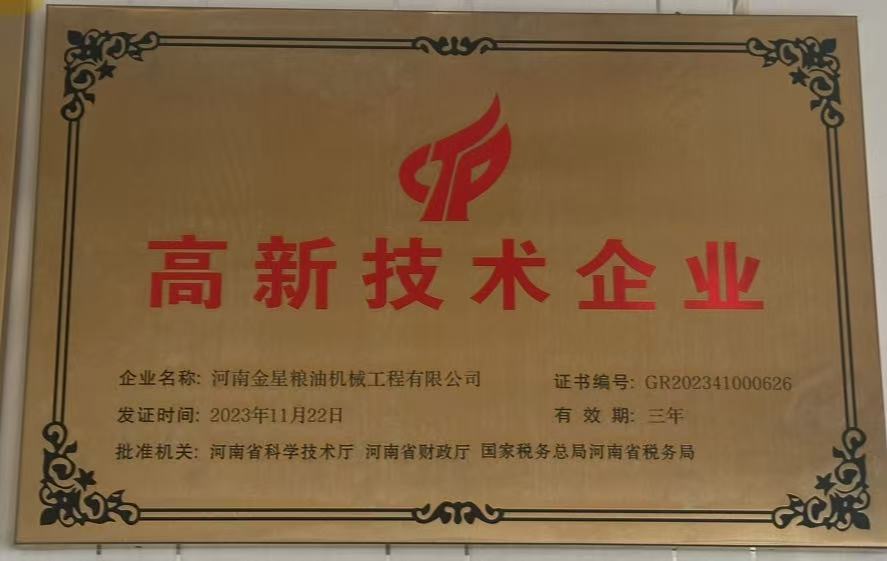 高新技术企业
企业名称: 河南金星粮油机械工程有限公司
证书编号: GR202341000626
发证时间: 2023年11月22日
有 效 期: 三年
批准机关: 河南省科学技术厅 河南省财政厅 国家税务总局河南省税务局